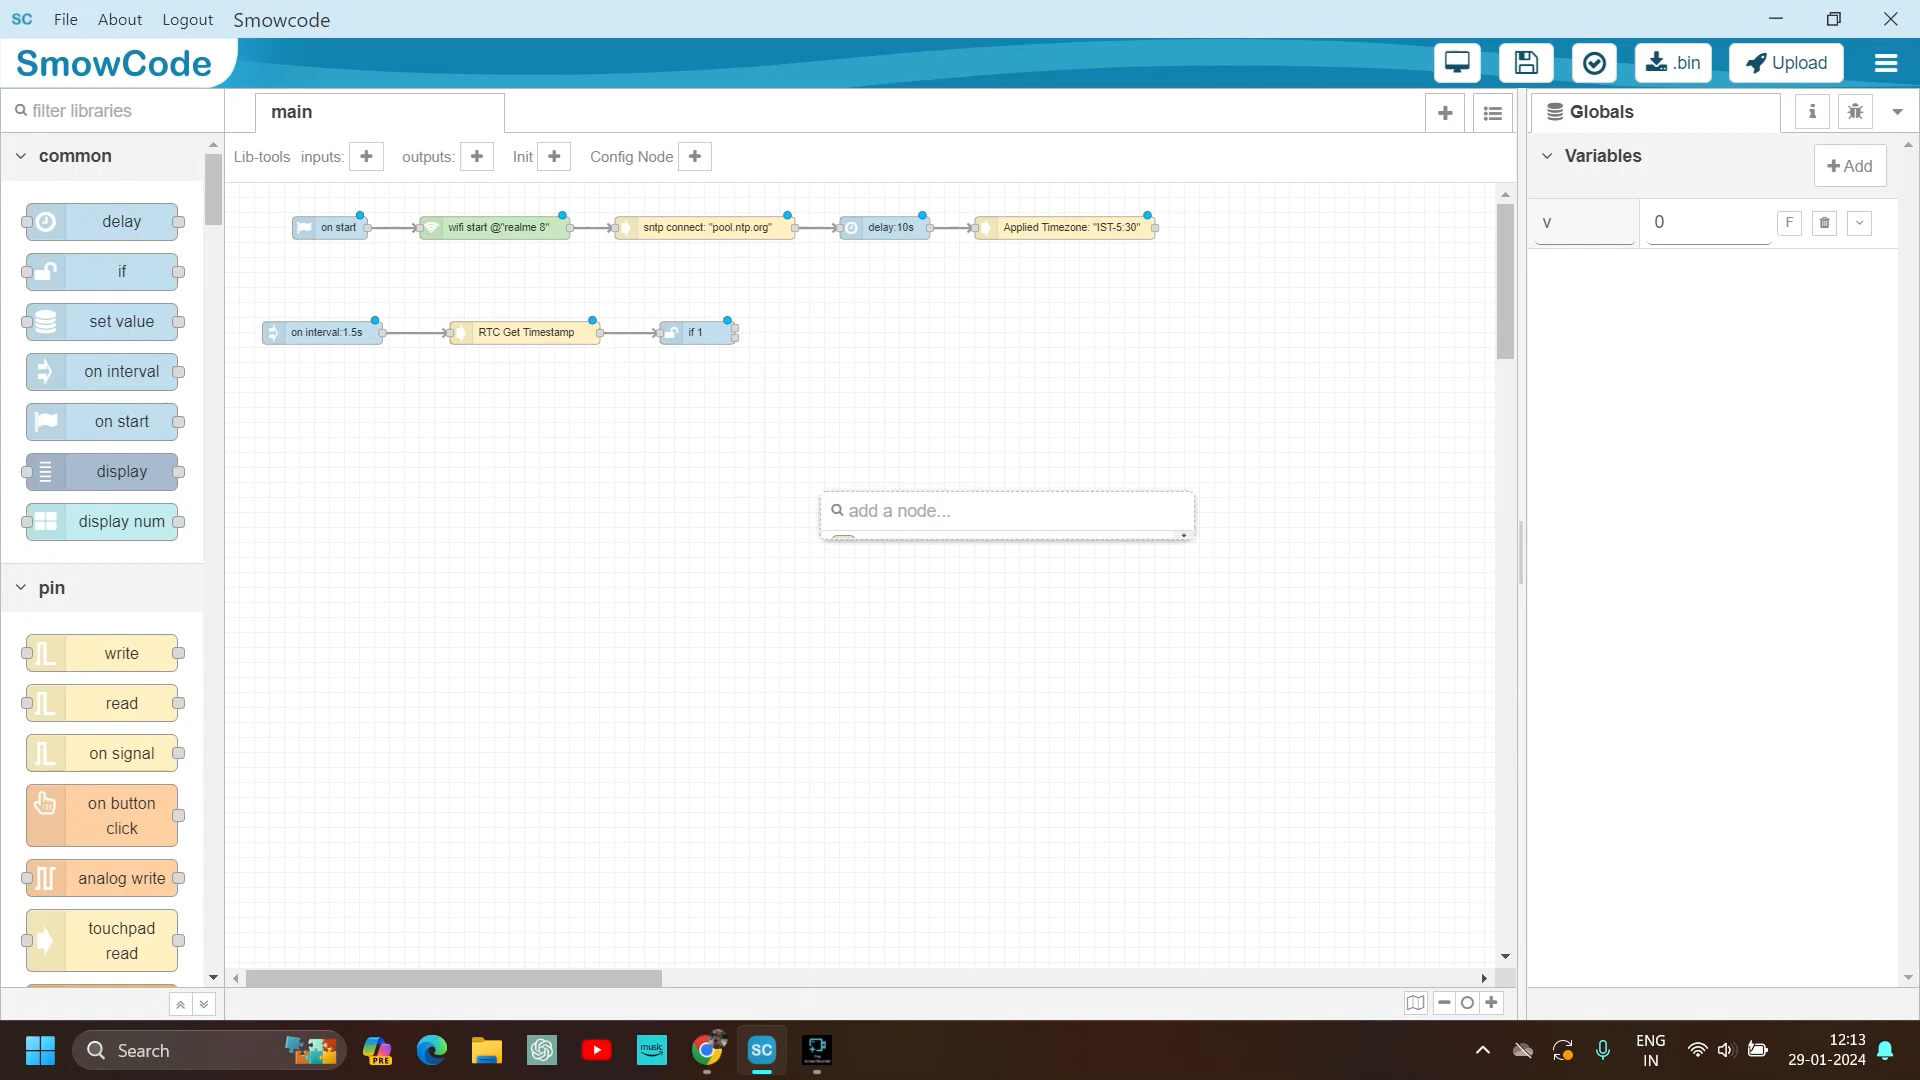 SC File About Logout Smowcode
SmowCode
.bin
Upload
filter libraries
main
Globals
common
Lib-tools inputs: outputs: Init Config Node
Variables
Add
delay
on start
wifi start @"realme 8"
sntp connect: "pool.ntp.org"
delay:10s
Applied Timezone: "IST-5:30"
v
0
F
if
set value
on interval:1.5s
RTC Get Timestamp
if 1
on interval
on start
display
display num
add a node...
pin
write
read
on signal
on button
click
analog write
touchpad
read
Search
PRE
music
SC
ENG
IN
12:13
29-01-2024